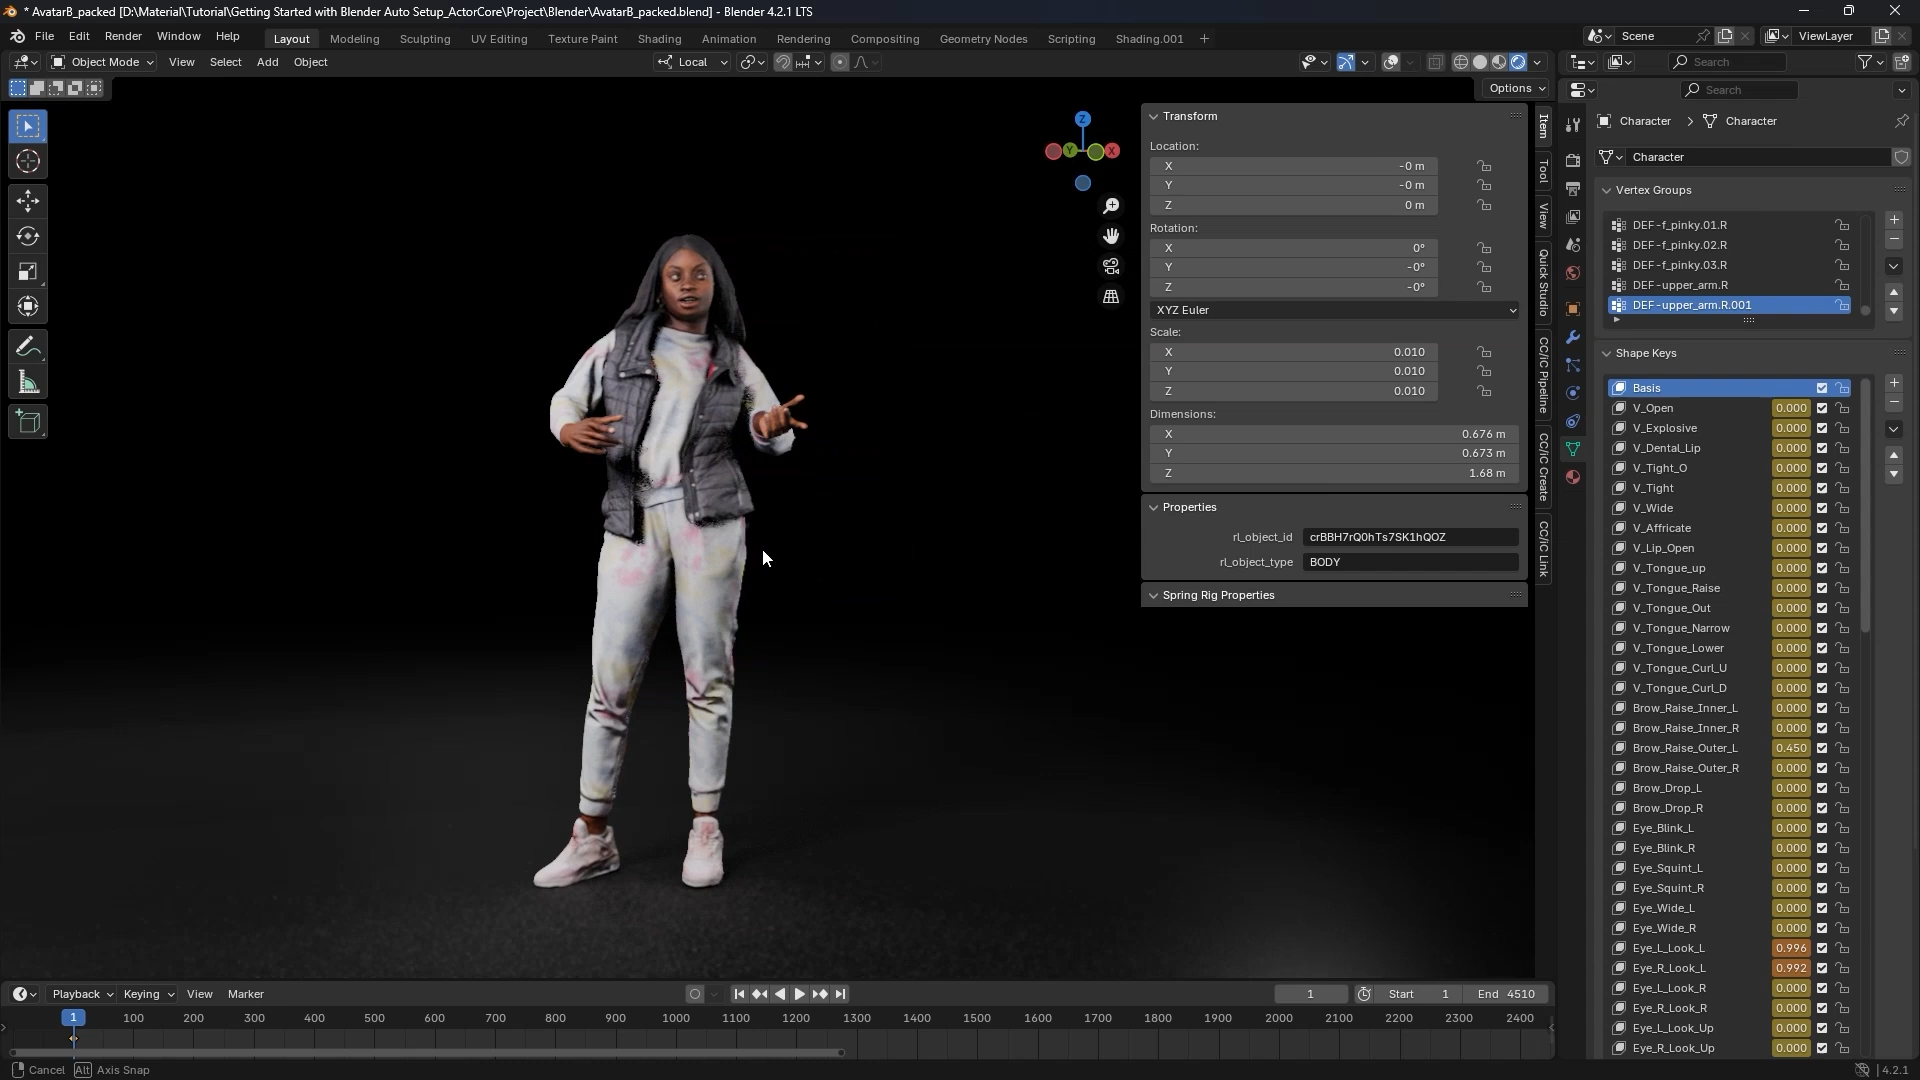 * AvatarB_packed [D:\Material\Tutorial\Getting Started with Blender Auto Setup_ActorCore\Project\Blender\AvatarB_packed.blend] - Blender 4.2.1 LTS
File Edit Render Window Help Layout Modeling Sculpting UV Editing Texture Paint Shading Animation Rendering Compositing Geometry Nodes Scripting Shading.001 + Scene ViewLayer
Object Mode View Select Add Object Local Search
Options Search
Transform
Location:
X -0 m
Y -0 m
Z 0 m
Rotation:
X 0°
Y -0°
Z -0°
XYZ Euler
Scale:
X 0.010
Y 0.010
Z 0.010
Dimensions:
X 0.676 m
Y 0.673 m
Z 1.68 m
Properties
rl_object_id crBBH7rQ0hTs7SK1hQOZ
rl_object_type BODY
Spring Rig Properties
Z
Y
X
Item
Tool
View
Quick Studio
CC/iC Pipeline
CC/iC Create
CC/iC Link
Character > Character
Character
Vertex Groups
DEF-f_pinky.01.R
DEF-f_pinky.02.R
DEF-f_pinky.03.R
DEF-upper_arm.R
DEF-upper_arm.R.001
Shape Keys
Basis
V_Open 0.000
V_Explosive 0.000
V_Dental_Lip 0.000
V_Tight_O 0.000
V_Tight 0.000
V_Wide 0.000
V_Affricate 0.000
V_Lip_Open 0.000
V_Tongue_up 0.000
V_Tongue_Raise 0.000
V_Tongue_Out 0.000
V_Tongue_Narrow 0.000
V_Tongue_Lower 0.000
V_Tongue_Curl_U 0.000
V_Tongue_Curl_D 0.000
Brow_Raise_Inner_L 0.000
Brow_Raise_Inner_R 0.000
Brow_Raise_Outer_L 0.450
Brow_Raise_Outer_R 0.000
Brow_Drop_L 0.000
Brow_Drop_R 0.000
Eye_Blink_L 0.000
Eye_Blink_R 0.000
Eye_Squint_L 0.000
Eye_Squint_R 0.000
Eye_Wide_L 0.000
Eye_Wide_R 0.000
Eye_L_Look_L 0.996
Eye_R_Look_L 0.992
Eye_L_Look_R 0.000
Eye_R_Look_R 0.000
Eye_L_Look_Up 0.000
Eye_R_Look_Up 0.000
Playback Keying View Marker 1 Start 1 End 4510
1 100 200 300 400 500 600 700 800 900 1000 1100 1200 1300 1400 1500 1600 1700 1800 1900 2000 2100 2200 2300 2400
Cancel Alt Axis Snap 4.2.1